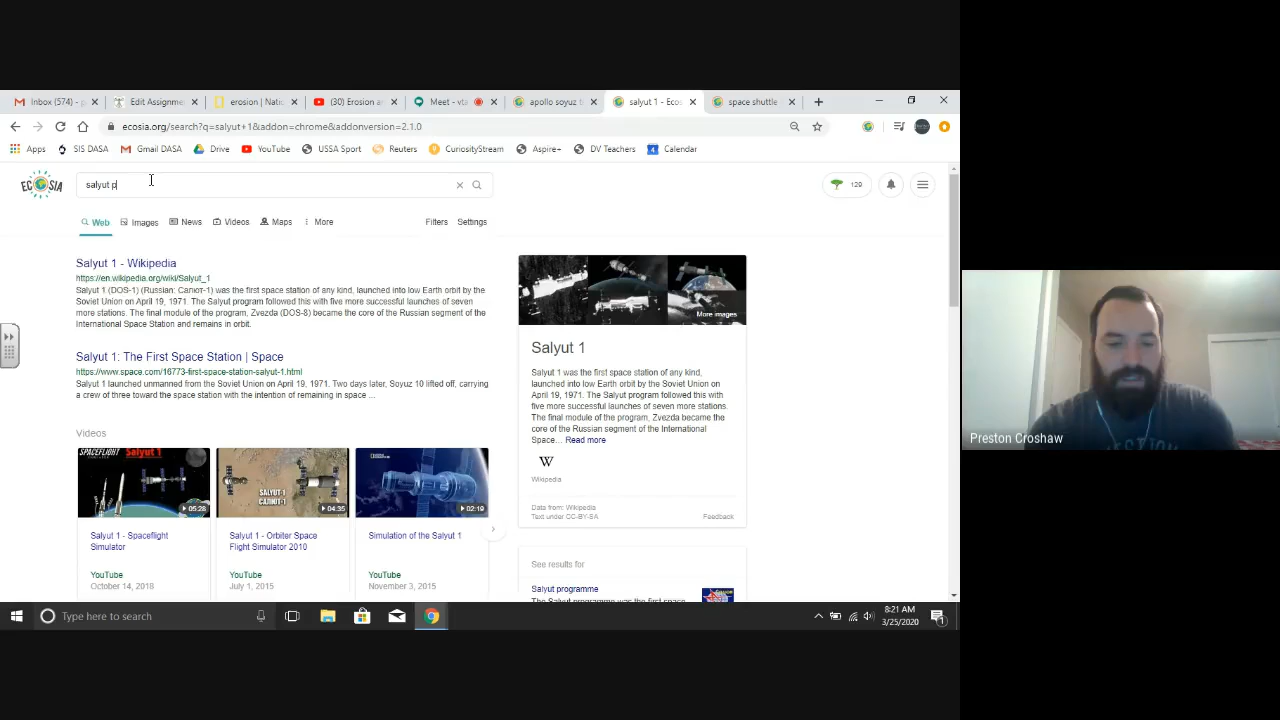 Inbox (574) - p
Edit Assignme
erosion | Nati
(30) Erosion a
Meet - vta
apollo soyuz t
salyut 1 - Ecos
space shuttle
ecosia.org/search?q=salyut+1&addon=chrome&addonversion=2.1.0
Apps
SIS DASA
Gmail DASA
Drive
YouTube
USSA Sport
Reuters
CuriosityStream
Aspire+
DV Teachers
Calendar
ECOSIA
salyut p
129
Web
Images
News
Videos
Maps
More
Filters
Settings
Salyut 1 - Wikipedia
https://en.wikipedia.org/wiki/Salyut_1
Salyut 1 (DOS-1) (Russian: Салют-1) was the first space station of any kind, launched into low Earth orbit by the
Soviet Union on April 19, 1971. The Salyut program followed this with five more successful launches of seven
more stations. The final module of the program, Zvezda (DOS-8) became the core of the Russian segment of the
International Space Station and remains in orbit.
Salyut 1: The First Space Station | Space
https://www.space.com/16773-first-space-station-salyut-1.html
Salyut 1 launched unmanned from the Soviet Union on April 19, 1971. Two days later, Soyuz 10 lifted off, carrying
a crew of three toward the space station with the intention of remaining in space ...
Videos
SPACEFLIGHT
Salyut 1
05:28
SALYUT-1
САЛЮТ-1
04:35
02:19
Salyut 1 - Spaceflight
Simulator
YouTube
October 14, 2018
Salyut 1 - Orbiter Space
Flight Simulator 2010
YouTube
July 1, 2015
Simulation of the Salyut 1
YouTube
November 3, 2015
More images
Salyut 1
Salyut 1 was the first space station of any kind,
launched into low Earth orbit by the Soviet Union on
April 19, 1971. The Salyut program followed this with
five more successful launches of seven more stations.
The final module of the program, Zvezda became the
core of the Russian segment of the International
Space... Read more
W
Wikipedia
Data from: Wikipedia
Text under CC-BY-SA
Feedback
See results for
Salyut programme
The Salyut programme was the first space
Type here to search
8:21 AM
3/25/2020
1
Preston Croshaw